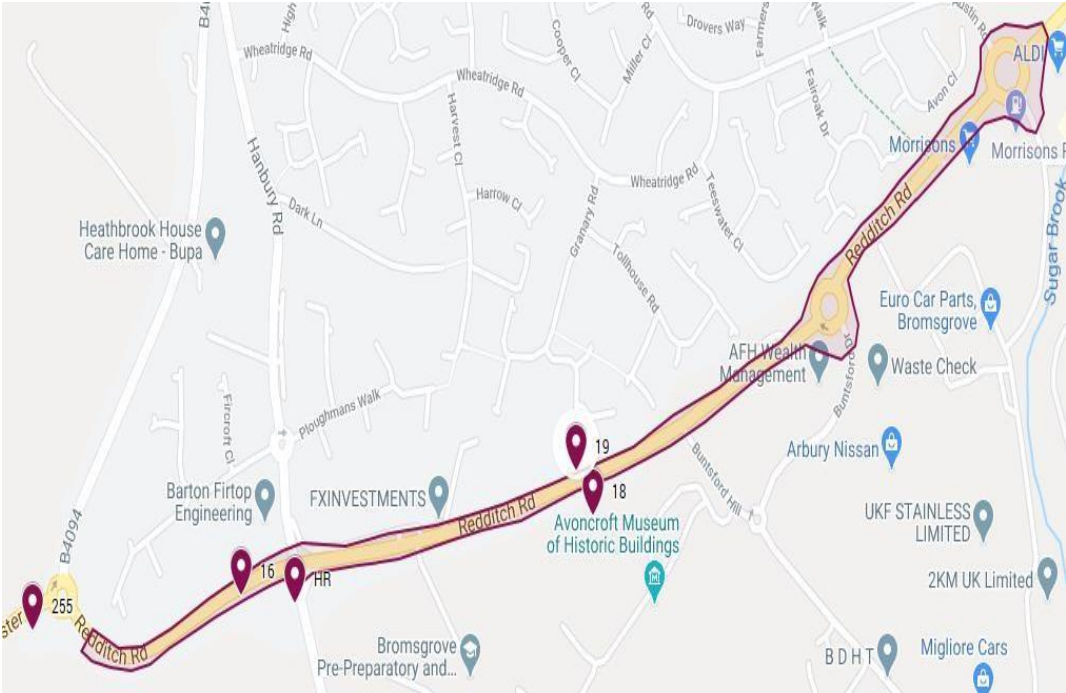 B4
High
Wheatridge Rd
Cooper Cl
Miller Cl
Rd
Drovers Way
Farmers
Walk
Austin Rd
ALDI
Wheatridge Rd
Harvest Cl
Fairoak Dr
Avon Cl
Morrisons
Morrisons P
Hanbury Rd
Dark Ln
Harrow Cl
Wheatridge Rd
Granary Rd
Teeswater Cl
Tollhouse Rd
Redditch Rd
Sugar Brook
Heathbrook House
Care Home - Bupa
Euro Car Parts,
Bromsgrove
AFH Wealth
Management
Waste Check
Buntsford Dr
Fircroft Cl
Ploughmans Walk
19
18
Arbury Nissan
Barton Firtop
Engineering
FXINVESTMENTS
Redditch Rd
Buntsford Hill
Avoncroft Museum
of Historic Buildings
UKF STAINLESS
LIMITED
B4094
16
HR
2KM UK Limited
255
ster
Redditch Rd
Bromsgrove
Pre-Preparatory and...
BDHT
Migliore Cars